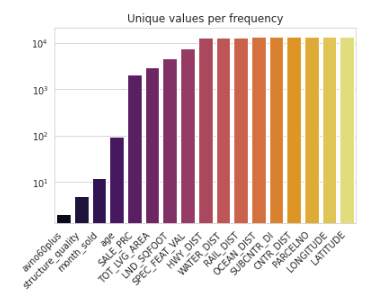 Unique values per frequency
10⁴
10³
10²
10¹
avno60plus
structure_quality
month_sold
age
SALE_PRC
TOT_LVG_AREA
LND_SQFOOT
SPEC_FEAT_VAL
HWY_DIST
WATER_DIST
RAIL_DIST
OCEAN_DIST
SUBCNTR_DI
CNTR_DIST
PARCELNO
LONGITUDE
LATITUDE